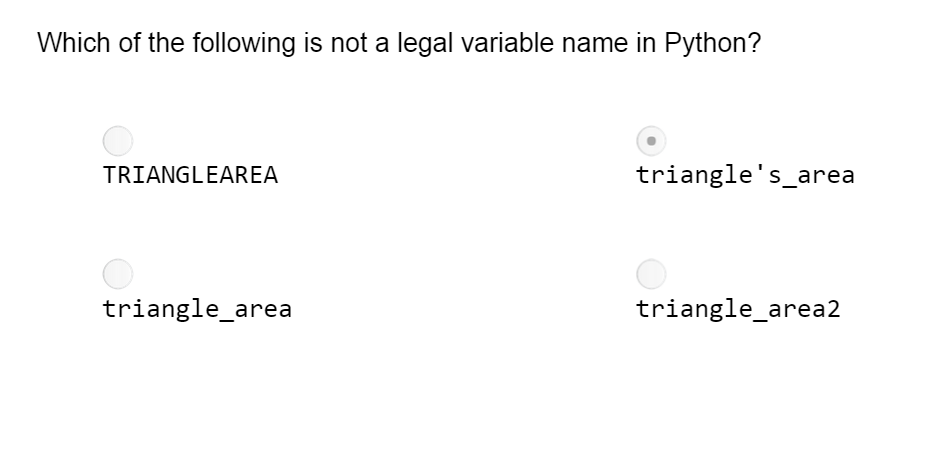 Which of the following is not a legal variable name in Python?
TRIANGLEAREA
triangle's_area
triangle_area
triangle_area2